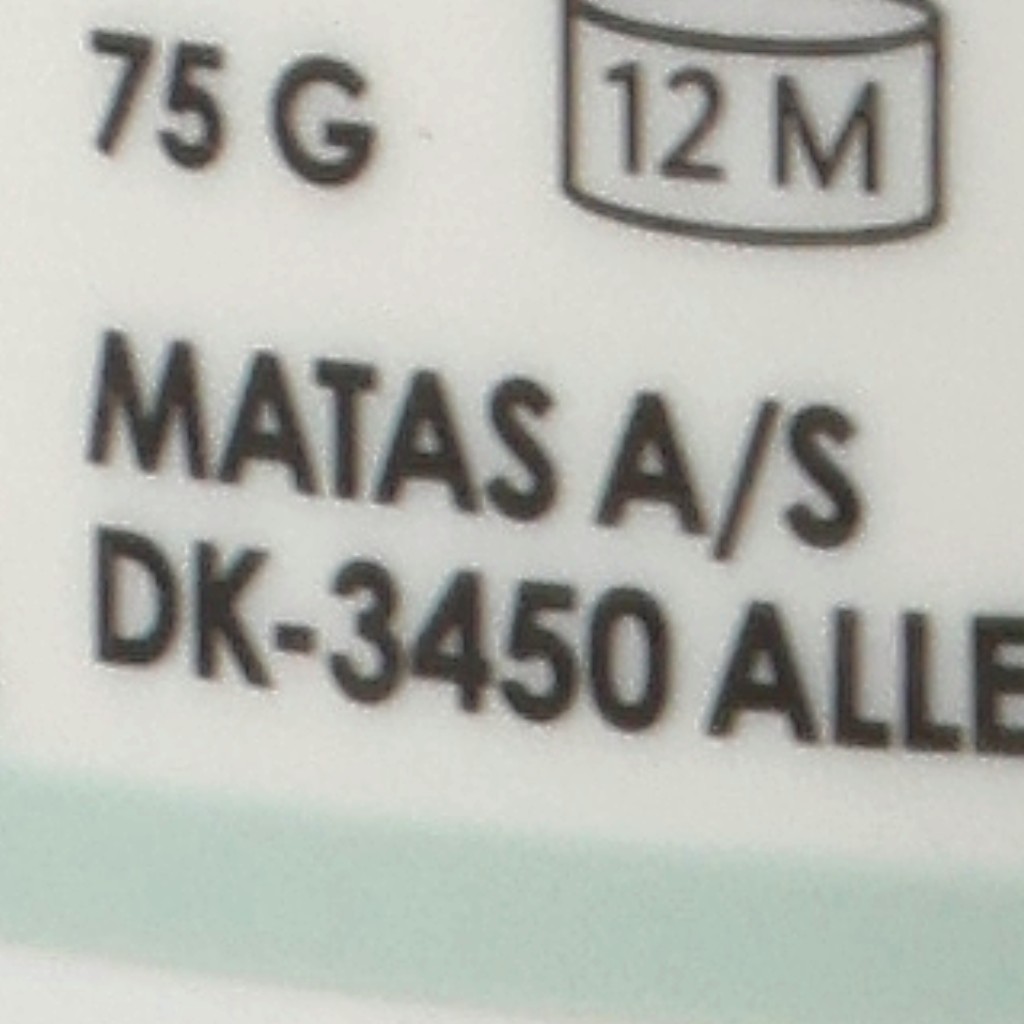 75 G
12 M
MATAS A/S
DK-3450 ALLE